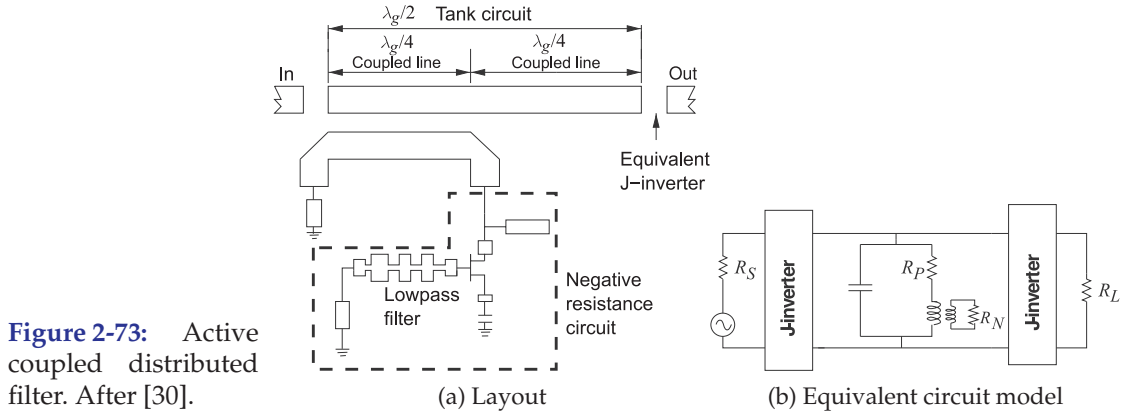 λg/2 Tank circuit
λg/4 λg/4
Coupled line Coupled line
In Out
Equivalent
J−inverter
Lowpass
filter
Negative
resistance
circuit
RS
J-inverter
RP
RN
J-inverter
RL
Figure 2-73: Active
coupled distributed
filter. After [30].
(a) Layout
(b) Equivalent circuit model